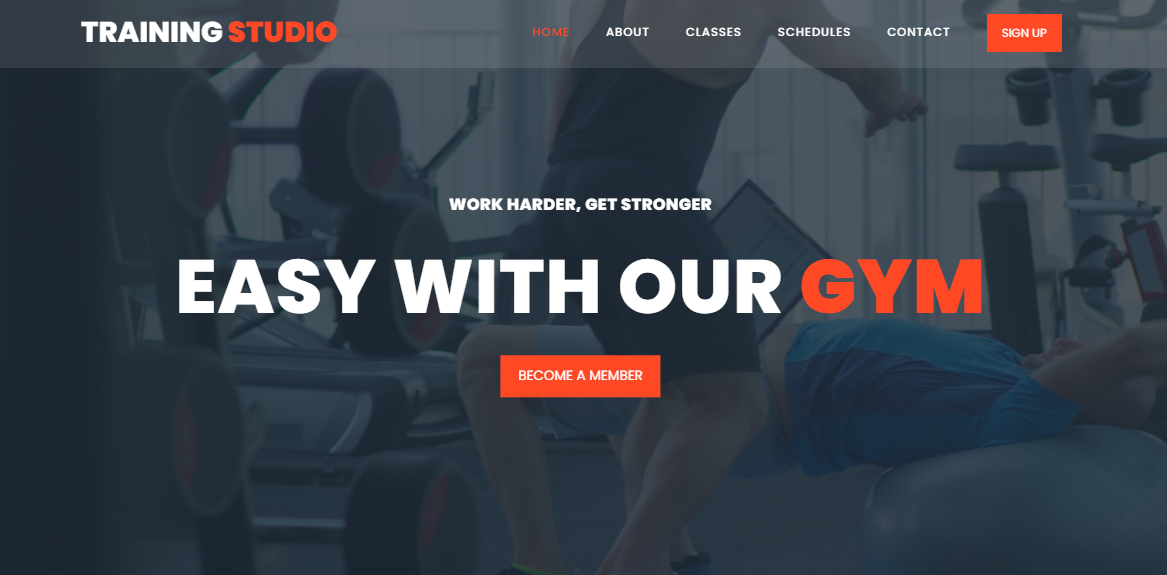 TRAINING STUDIO
HOME ABOUT CLASSES SCHEDULES CONTACT SIGN UP
WORK HARDER, GET STRONGER
EASY WITH OUR GYM
BECOME A MEMBER